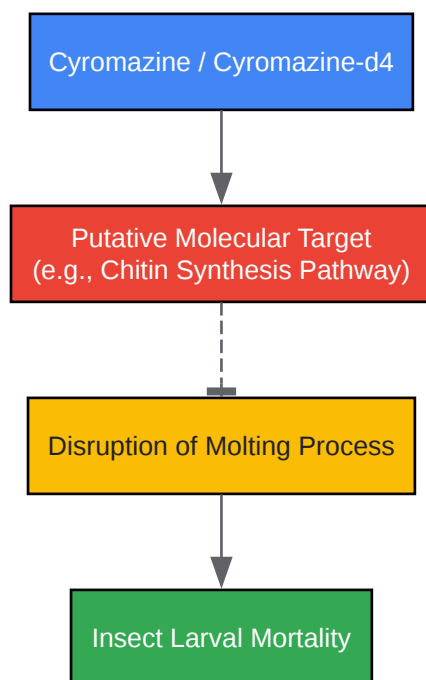 Cyromazine / Cyromazine-d4
Putative Molecular Target
(e.g., Chitin Synthesis Pathway)
Disruption of Molting Process
Insect Larval Mortality